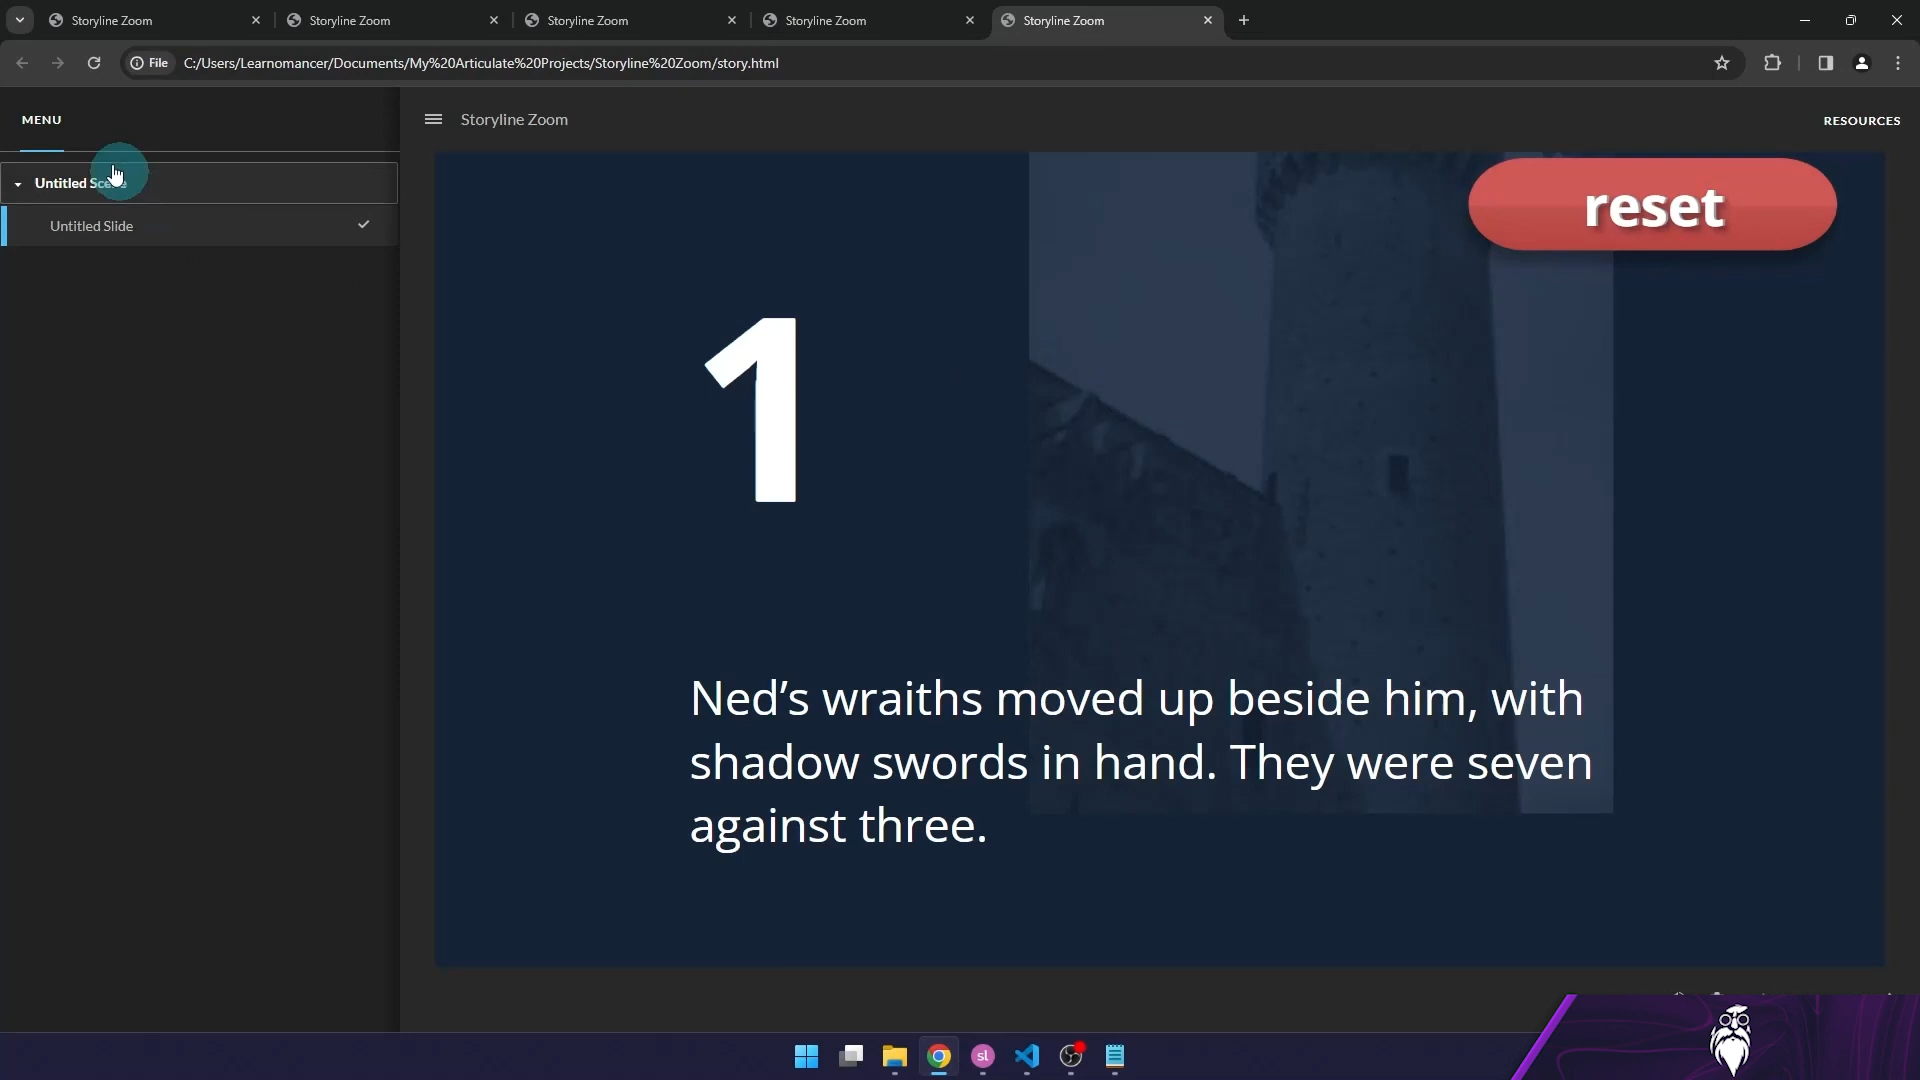 Storyline Zoom
Storyline Zoom
Storyline Zoom
Storyline Zoom
Storyline Zoom
File
C:/Users/Learnomancer/Documents/My%20Articulate%20Projects/Storyline%20Zoom/story.html
MENU
Storyline Zoom
RESOURCES
Untitled
Untitled Slide
reset
1
Ned’s wraiths moved up beside him, with
shadow swords in hand. They were seven
against three.
sl